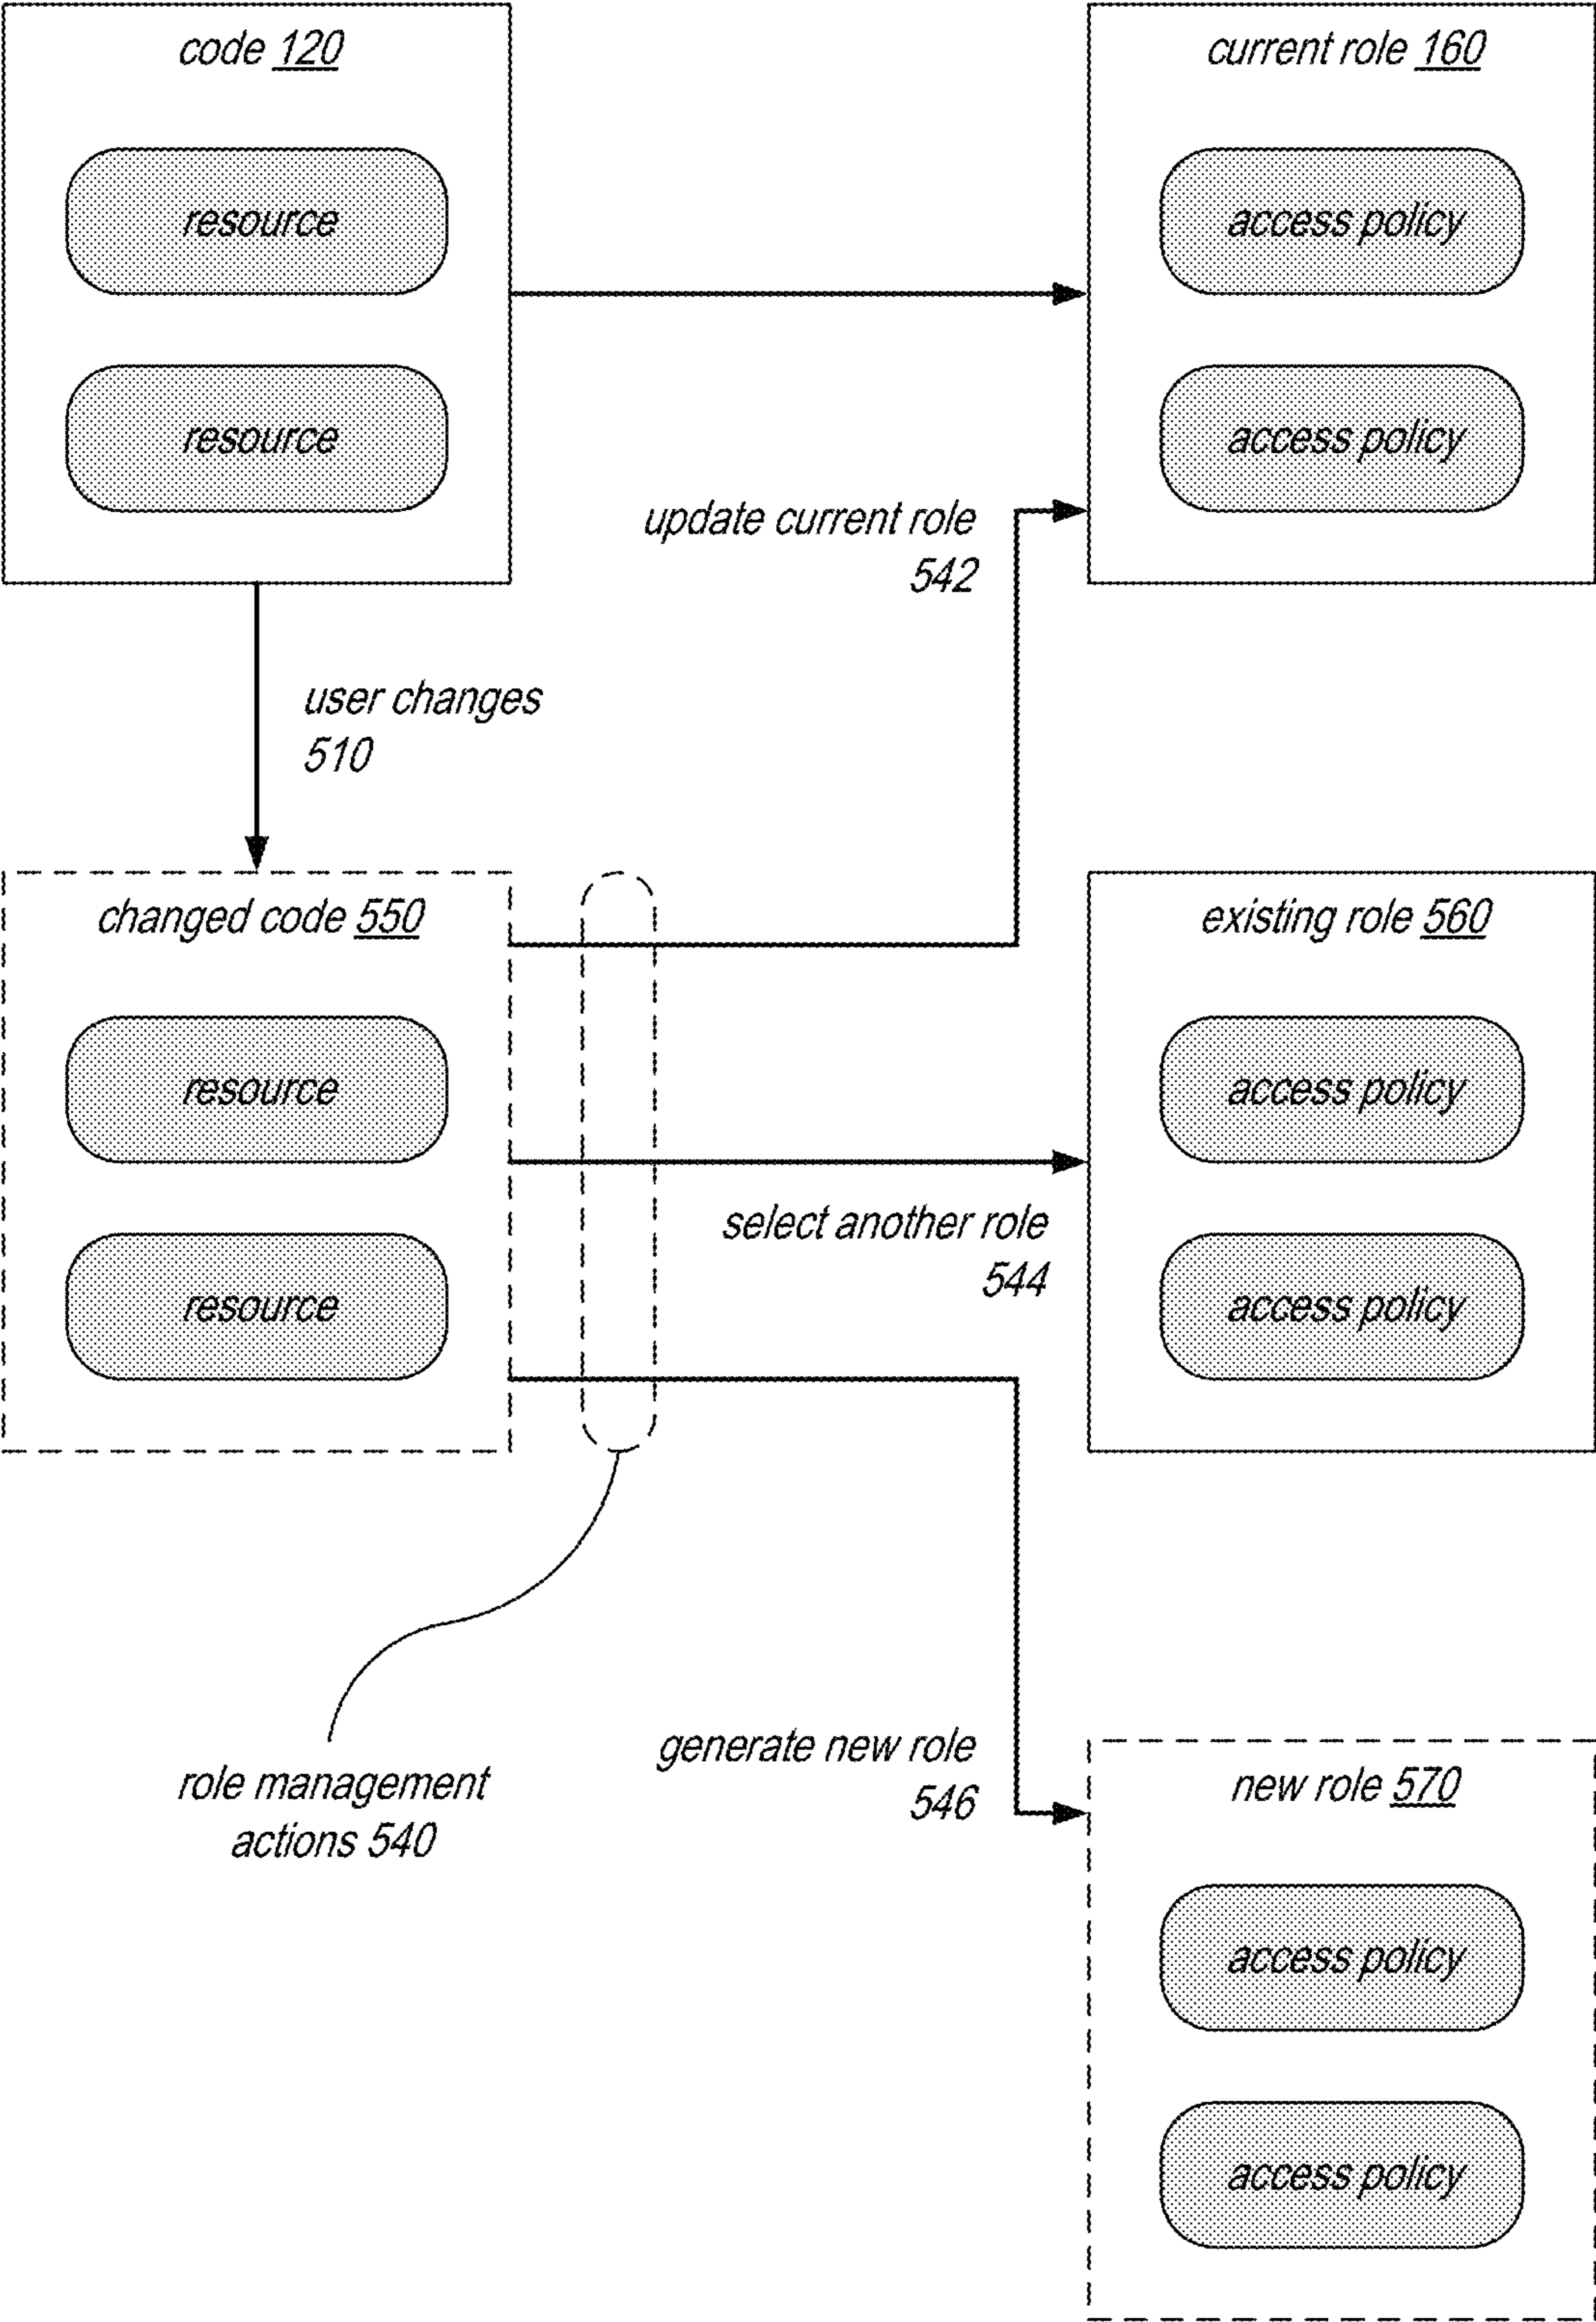 code 120
resource
resource
current role 160
access policy
access policy
update current role
542
user changes
510
changed code 550
resource
resource
existing role 560
access policy
access policy
select another role
544
role management
actions 540
generate new role
546
new role 570
access policy
access policy